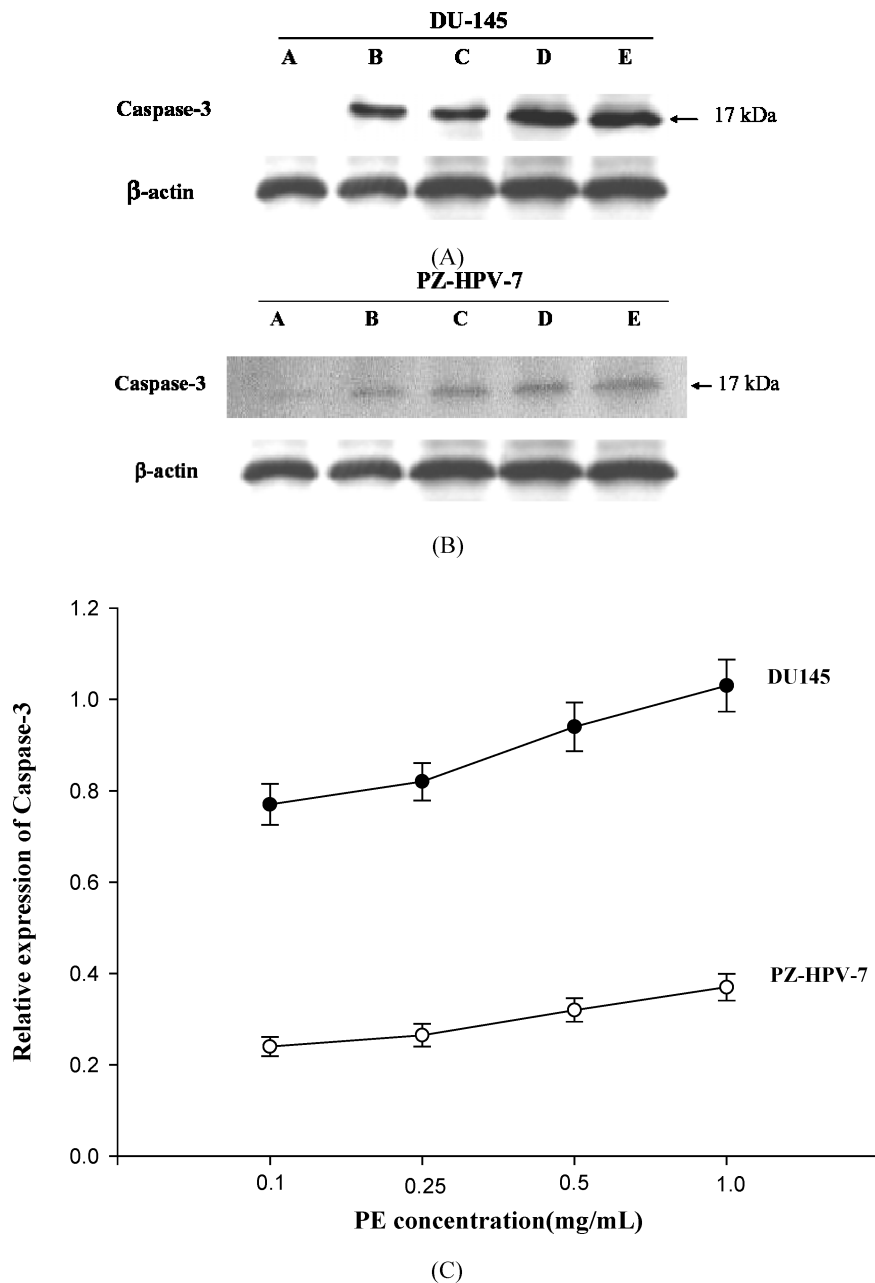 DU-145
A B C D E
Caspase-3
17 kDa
β-actin
(A)
PZ-HPV-7
A B C D E
Caspase-3
17 kDa
β-actin
(B)
1.2
1.0
0.8
0.6
0.4
0.2
0.0
Relative expression of Caspase-3
DU145
PZ-HPV-7
0.1 0.25 0.5 1.0
PE concentration(mg/mL)
(C)